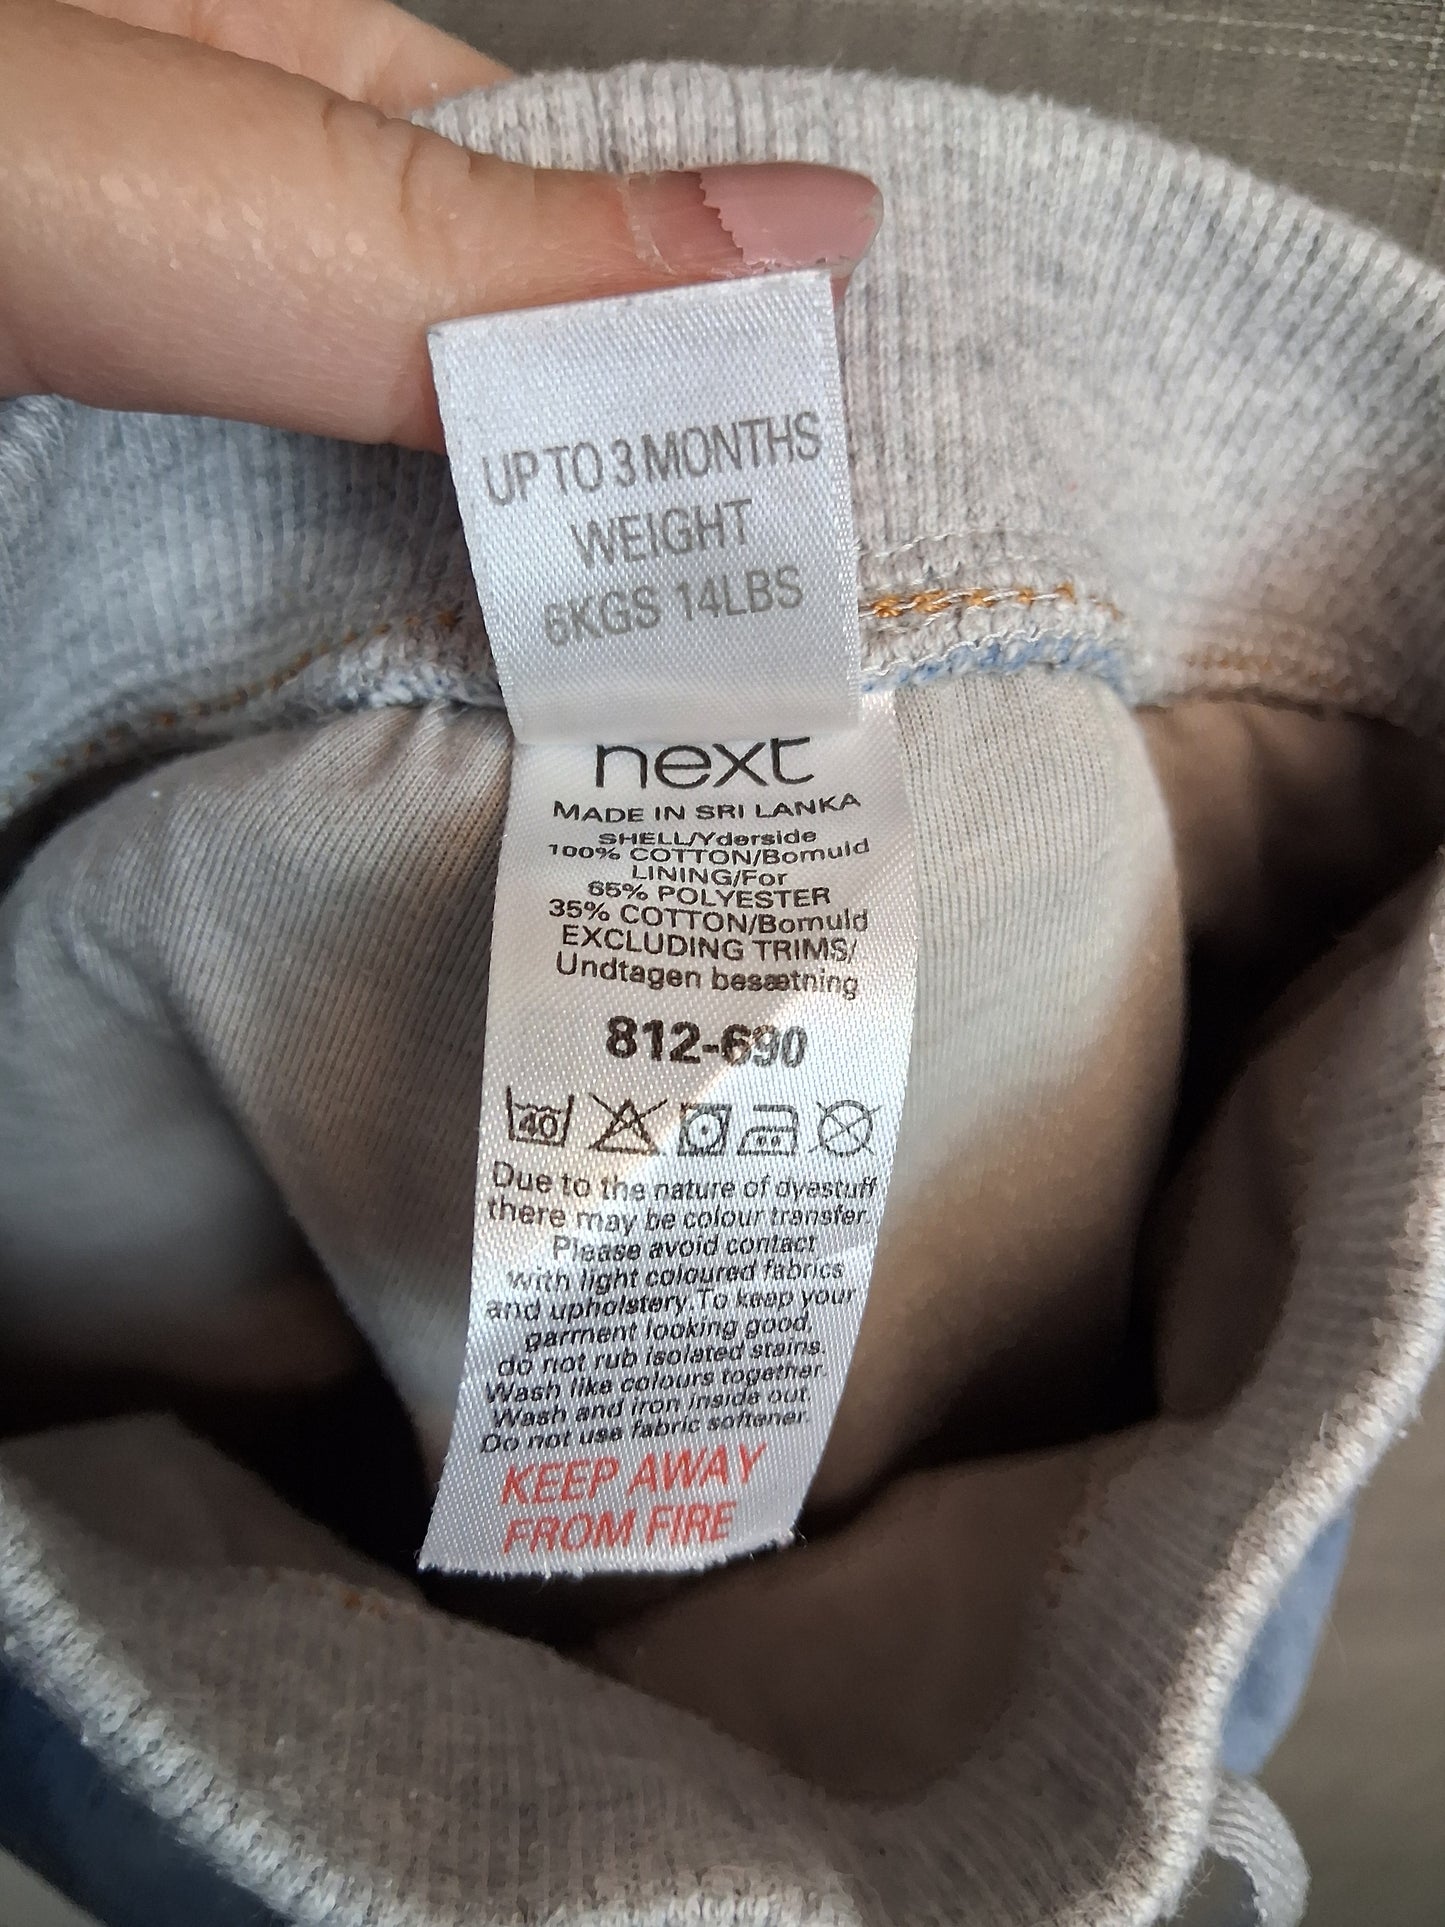 UP TO 3 MONTHS
WEIGHT
6KGS 14LBS
next
MADE IN SRI LANKA
SHELL/Yderside
100% COTTON/Bomuld
LINING/For
65% POLYESTER
35% COTTON/Bomuld
EXCLUDING TRIMS/
Undtagen besætning
812-690
40
Due to the nature of dyestuff
there may be colour transfer.
Please avoid contact
with light coloured fabrics
and upholstery.To keep your
garment looking good,
do not rub isolated stains.
Wash like colours together.
Wash and iron inside out.
Do not use fabric softener.
KEEP AWAY
FROM FIRE